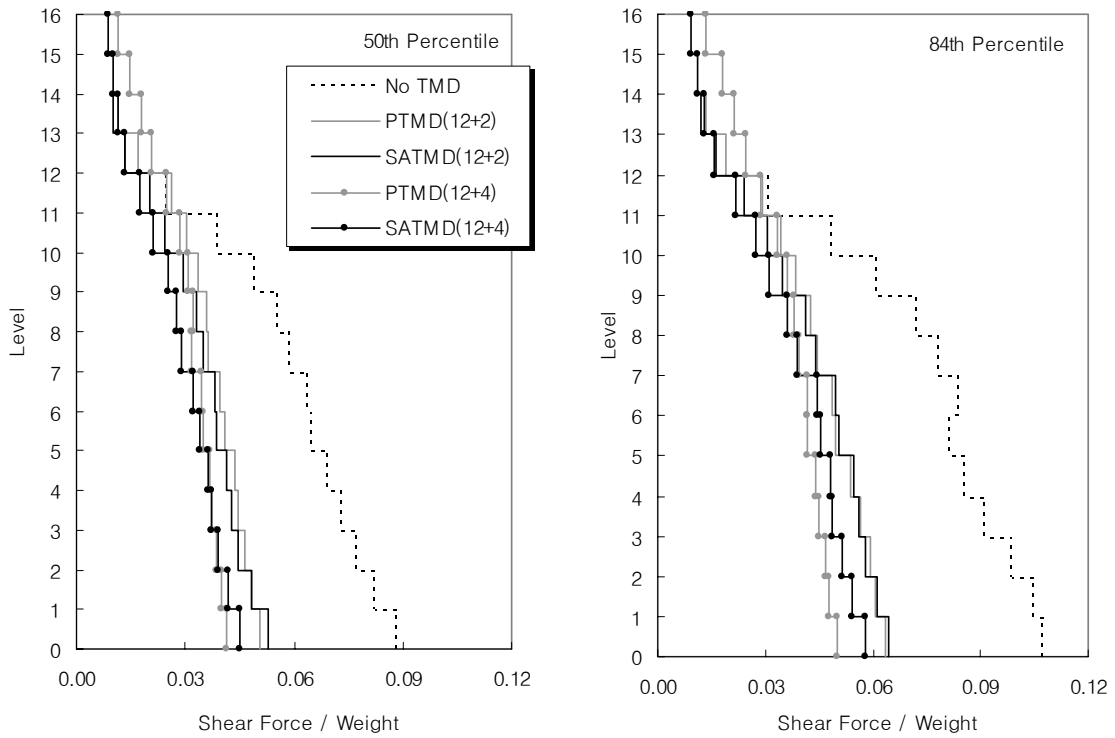 50th Percentile
No TMD
PTMD(12+2)
SATMD(12+2)
PTMD(12+4)
SATMD(12+4)
Level
16
15
14
13
12
11
10
9
8
7
6
5
4
3
2
1
0
0.00 0.03 0.06 0.09 0.12
Shear Force / Weight
84th Percentile
Level
16
15
14
13
12
11
10
9
8
7
6
5
4
3
2
1
0
0.00 0.03 0.06 0.09 0.12
Shear Force / Weight